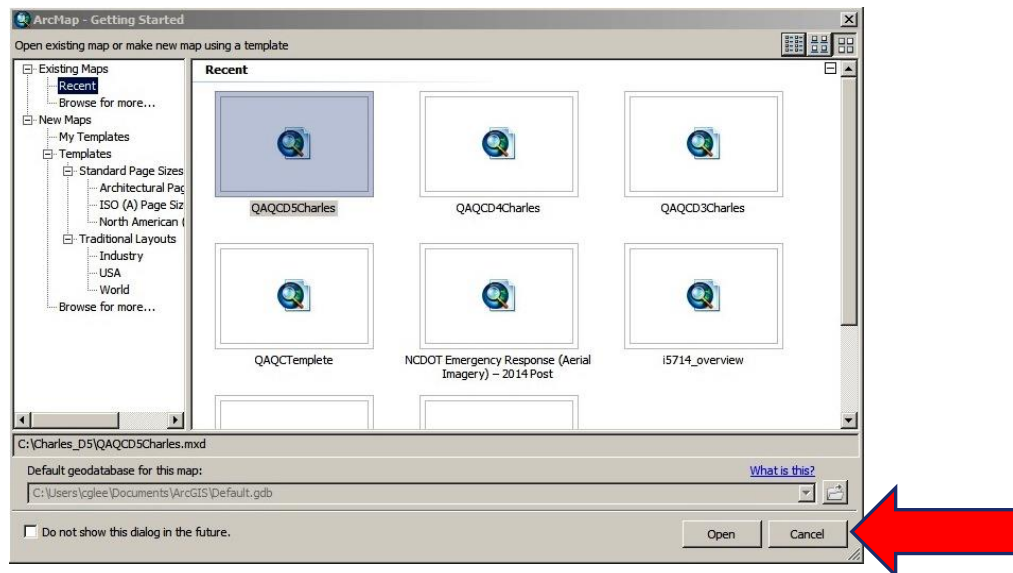 ArcMap - Getting Started
Open existing map or make new map using a template
Existing Maps
Recent
Browse for more...
New Maps
My Templates
Templates
Standard Page Sizes
Architectural Pag
ISO (A) Page Siz
North American (
Traditional Layouts
Industry
USA
World
Browse for more...
Recent
QAQCD5Charles
QAQCD4Charles
QAQCD3Charles
QAQCTemplete
NCDOT Emergency Response (Aerial
Imagery) – 2014 Post
i5714_overview
C:\Charles_D5\QAQCD5Charles.mxd
Default geodatabase for this map:
What is this?
C:\Users\cglee\Documents\ArcGIS\Default.gdb
Do not show this dialog in the future.
Open
Cancel